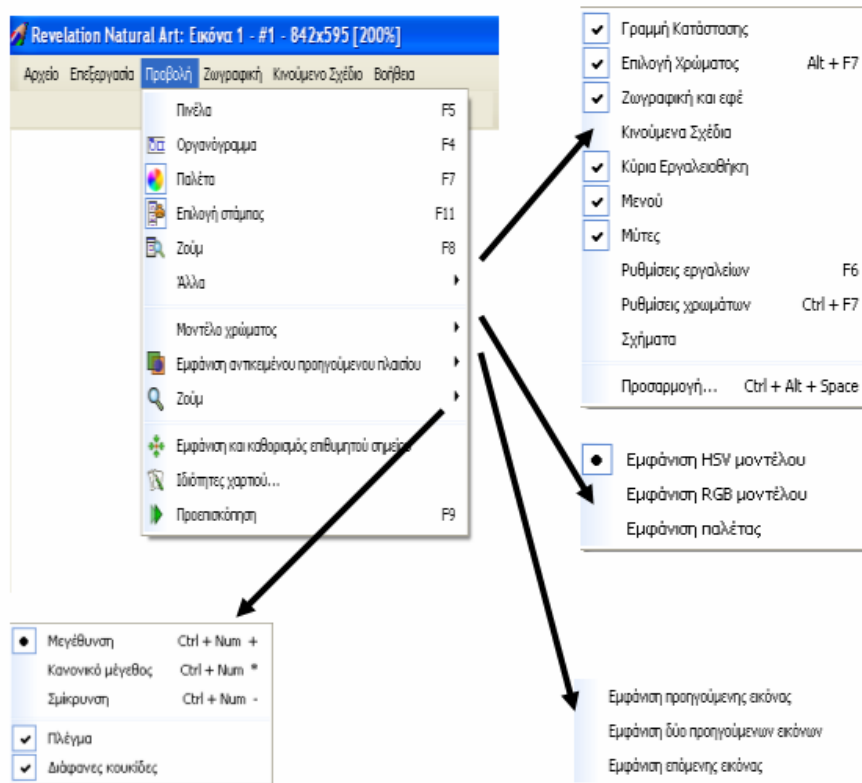 Revelation Natural Art: Εικόνα 1 - #1 - 842x595 [200%]
Αρχείο Επεξεργασία Προβολή Ζωγραφική Κινούμενο Σχέδιο Βοήθεια
Πινέλα F5
Οργανόγραμμα F4
Παλέτα F7
Επιλογή στάμπας F11
Ζούμ F8
Άλλα
Μοντέλο χρώματος
Εμφάνιση αντικειμένου προηγούμενου πλαισίου
Ζούμ
Εμφάνιση και καθορισμός επιθυμητού σημείου
Ιδιότητες χαρτιού...
Προεπισκόπηση F9
Γραμμή Κατάστασης
Επιλογή Χρώματος Alt + F7
Ζωγραφική και εφέ
Κινούμενα Σχέδια
Κύρια Εργαλειοθήκη
Μενού
Μύτες
Ρυθμίσεις εργαλείων F6
Ρυθμίσεις χρωμάτων Ctrl + F7
Σχήματα
Προσαρμογή... Ctrl + Alt + Space
Εμφάνιση HSV μοντέλου
Εμφάνιση RGB μοντέλου
Εμφάνιση παλέτας
Μεγέθυνση Ctrl + Num +
Κανονικό μέγεθος Ctrl + Num *
Σμίκρυνση Ctrl + Num -
Πλέγμα
Διάφανες κουκίδες
Εμφάνιση προηγούμενης εικόνας
Εμφάνιση δύο προηγούμενων εικόνων
Εμφάνιση επόμενης εικόνας